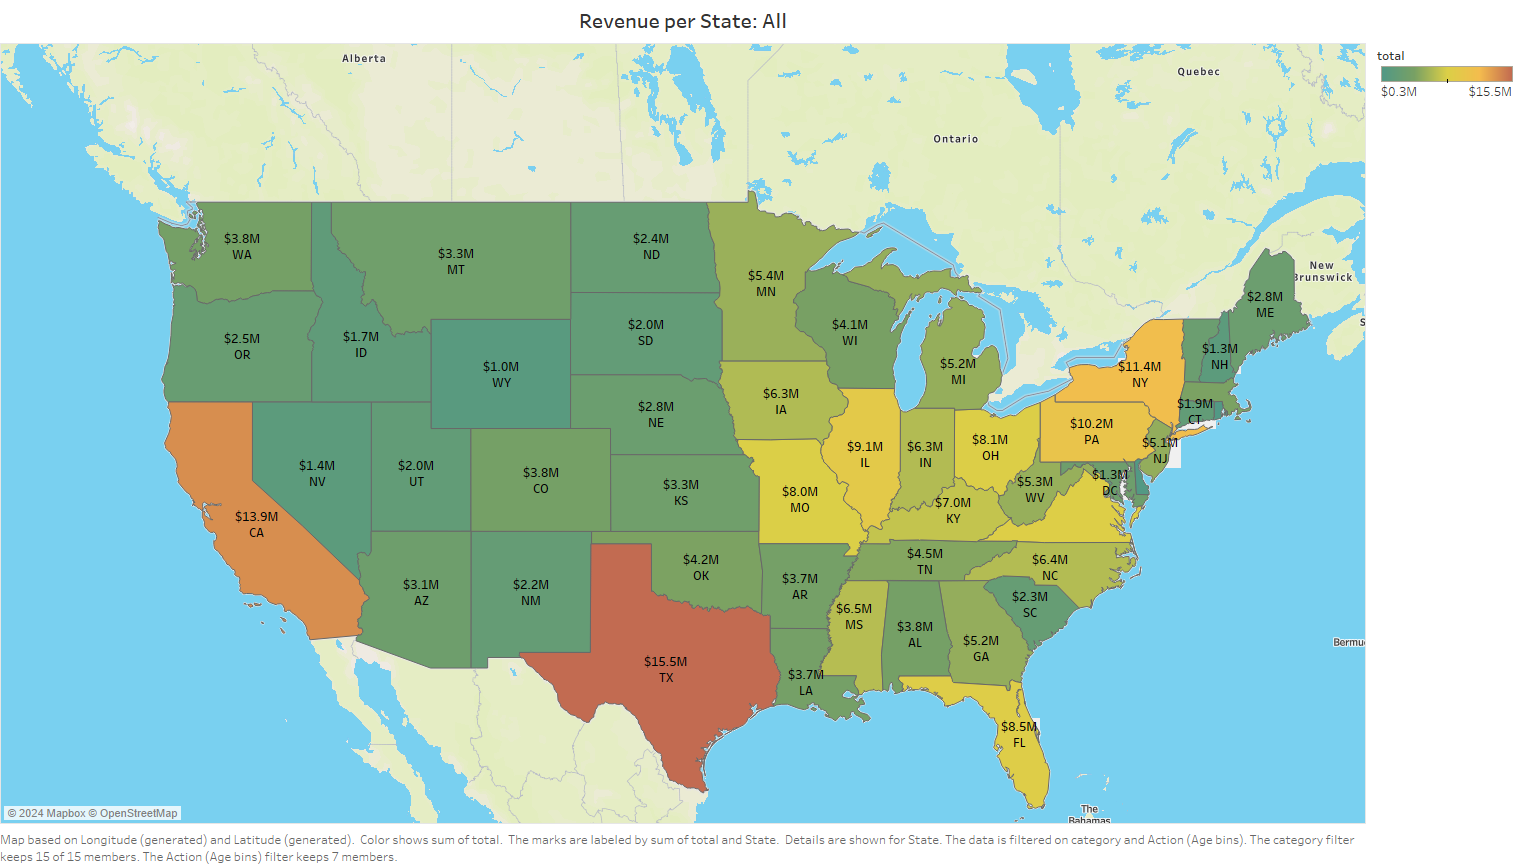 Revenue per State: All
total
$0.3M $15.5M
Alberta
Quebec
Ontario
New
Brunswick
$3.8M
WA
$3.3M
MT
$2.4M
ND
$5.4M
MN
$2.8M
ME
$2.5M
OR
$1.7M
ID
$2.0M
SD
$4.1M
WI
$1.3M
NH
$1.0M
WY
$5.2M
MI
$11.4M
NY
$2.8M
NE
$6.3M
IA
$1.9M
CT
$10.2M
PA
$5.1M
NJ
$1.4M
NV
$2.0M
UT
$3.8M
CO
$3.3M
KS
$8.0M
MO
$9.1M
IL
$6.3M
IN
$8.1M
OH
$5.3M
WV
$1.3M
DC
$7.0M
KY
$13.9M
CA
$3.1M
AZ
$2.2M
NM
$4.2M
OK
$3.7M
AR
$4.5M
TN
$6.4M
NC
$2.3M
SC
$6.5M
MS
$3.8M
AL
$5.2M
GA
$15.5M
TX
$3.7M
LA
$8.5M
FL
Bermu
The
Bahamas
© 2024 Mapbox © OpenStreetMap
Map based on Longitude (generated) and Latitude (generated). Color shows sum of total. The marks are labeled by sum of total and State. Details are shown for State. The data is filtered on category and Action (Age bins). The category filter
keeps 15 of 15 members. The Action (Age bins) filter keeps 7 members.